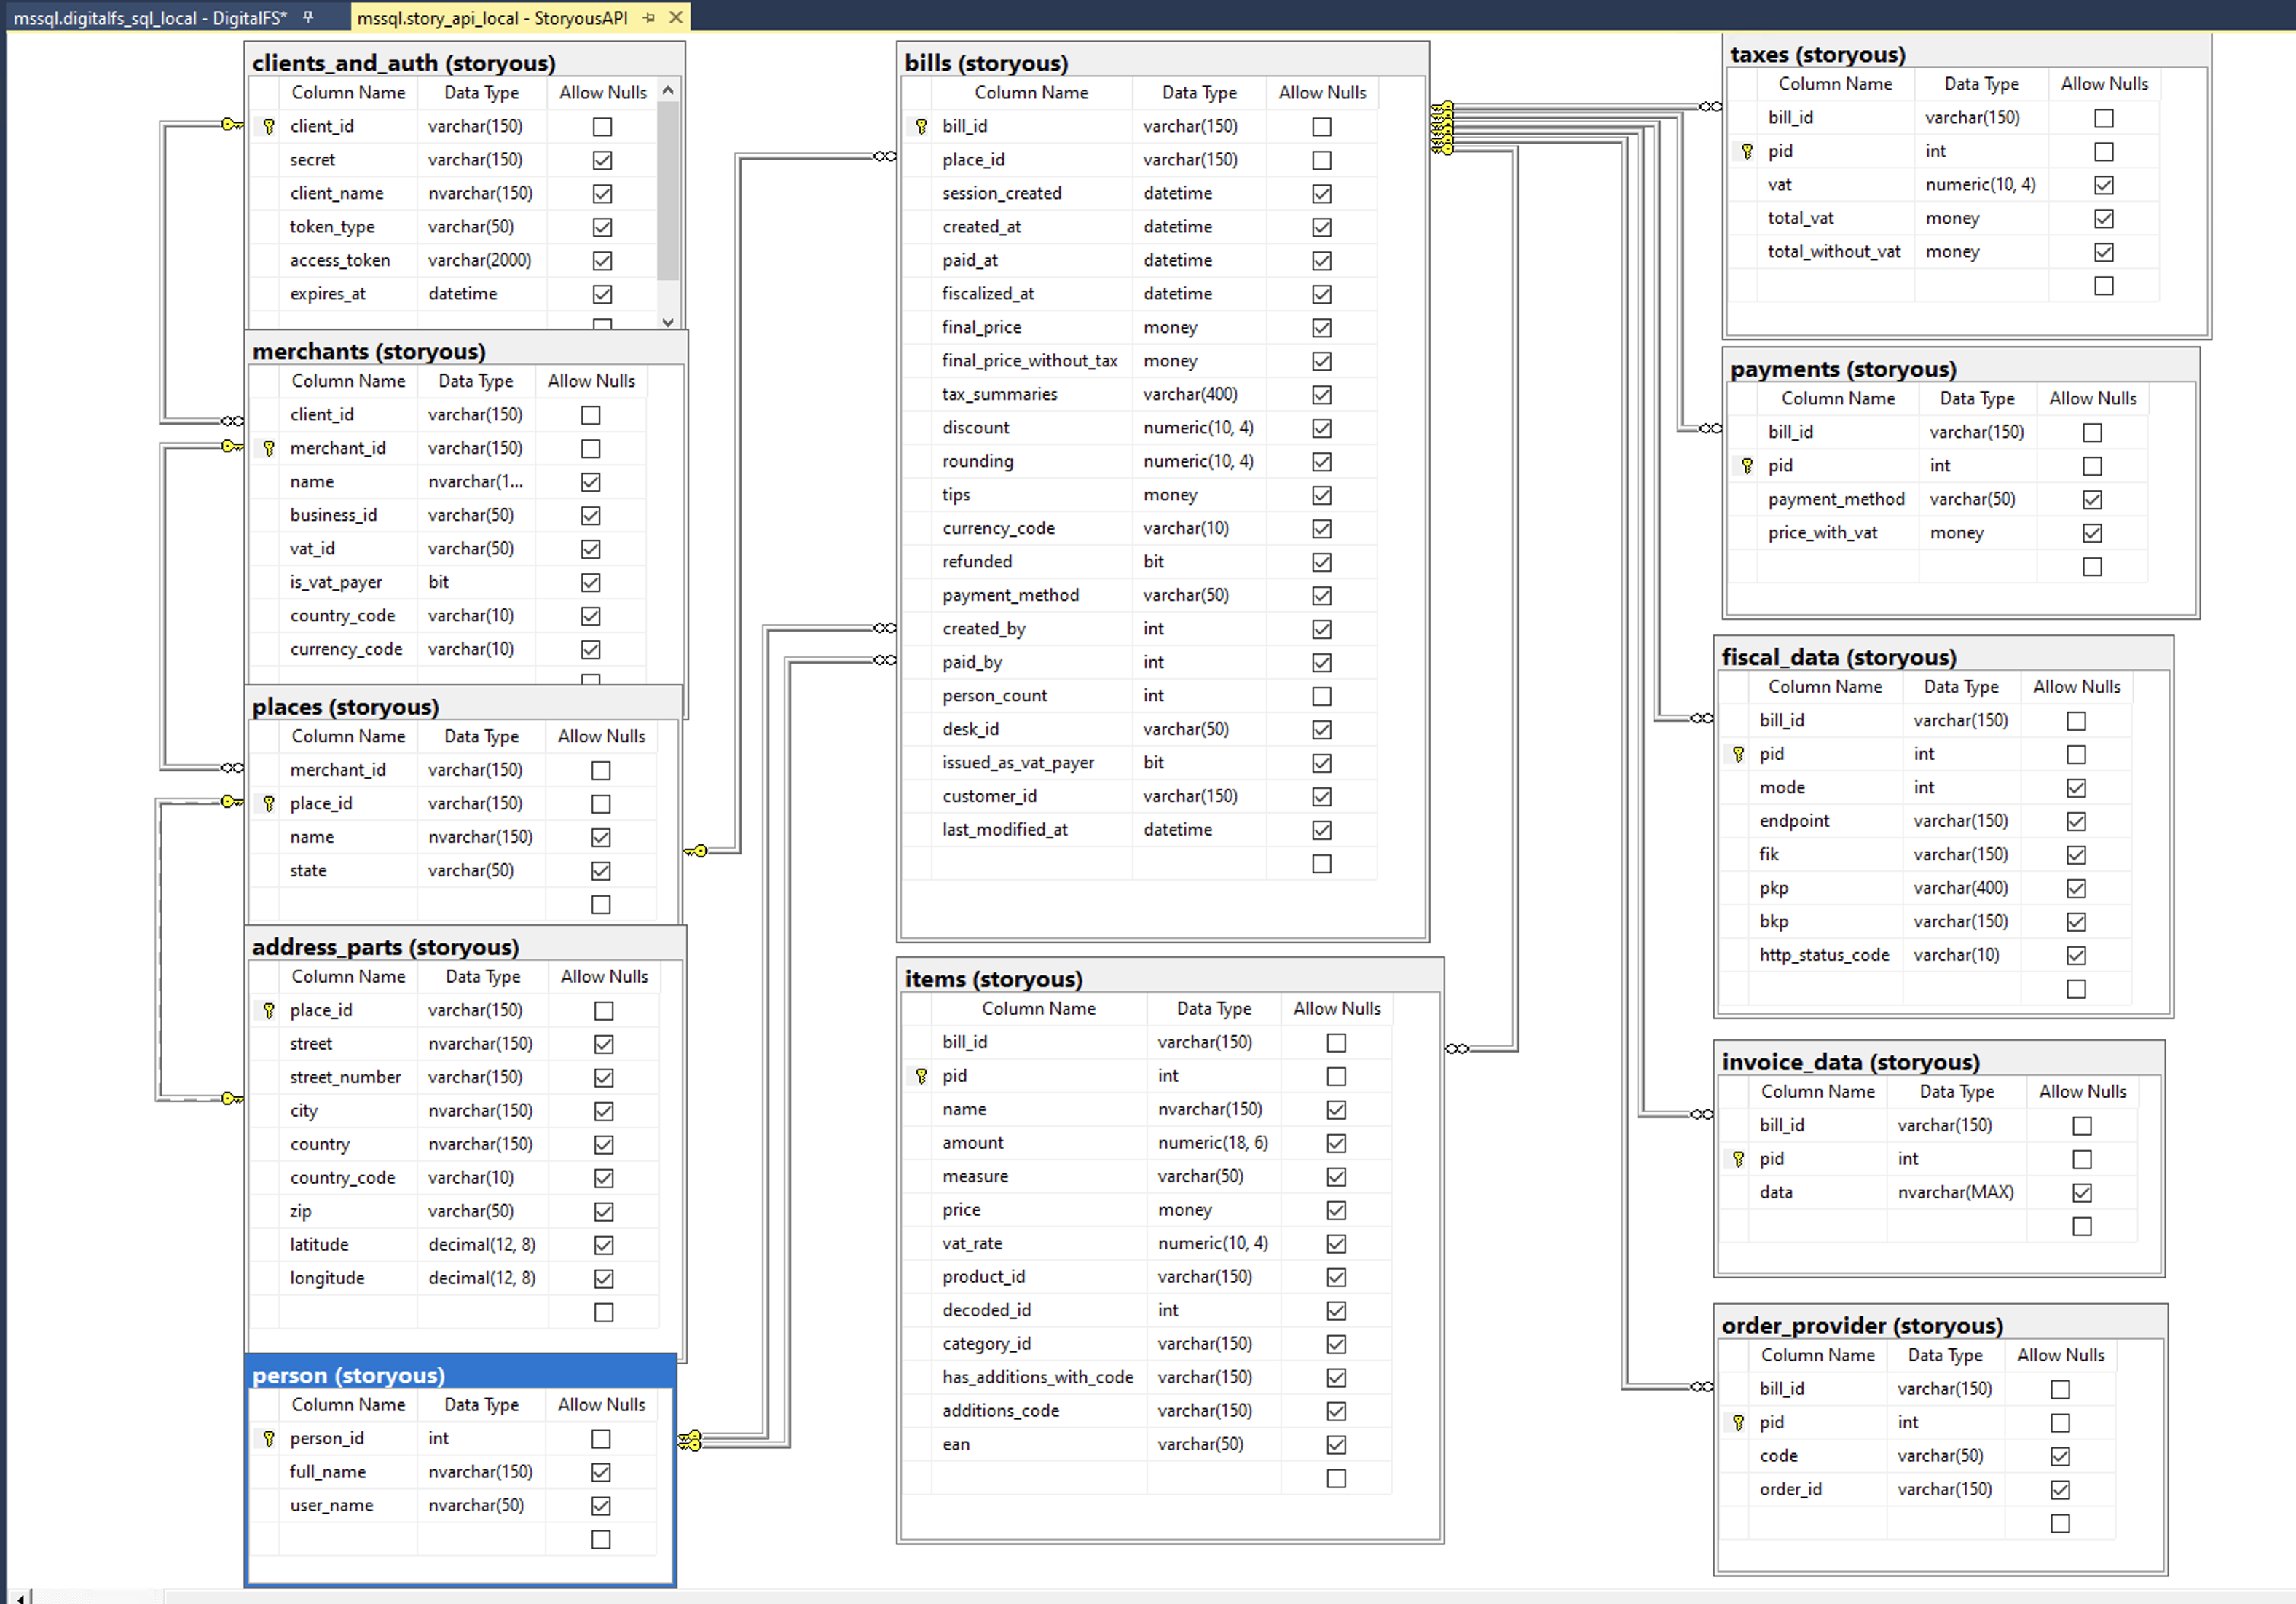 mssql.digitalfs_sql_local - DigitalFS*
mssql.story_api_local - StoryousAPI
clients_and_auth (storyous)
Column Name Data Type Allow Nulls
client_id varchar(150)
secret varchar(150)
client_name nvarchar(150)
token_type varchar(50)
access_token varchar(2000)
expires_at datetime
merchants (storyous)
Column Name Data Type Allow Nulls
client_id varchar(150)
merchant_id varchar(150)
name nvarchar(1...
business_id varchar(50)
vat_id varchar(50)
is_vat_payer bit
country_code varchar(10)
currency_code varchar(10)
places (storyous)
Column Name Data Type Allow Nulls
merchant_id varchar(150)
place_id varchar(150)
name nvarchar(150)
state varchar(50)
address_parts (storyous)
Column Name Data Type Allow Nulls
place_id varchar(150)
street nvarchar(150)
street_number varchar(150)
city nvarchar(150)
country nvarchar(150)
country_code varchar(10)
zip varchar(50)
latitude decimal(12, 8)
longitude decimal(12, 8)
person (storyous)
Column Name Data Type Allow Nulls
person_id int
full_name nvarchar(150)
user_name nvarchar(50)
bills (storyous)
Column Name Data Type Allow Nulls
bill_id varchar(150)
place_id varchar(150)
session_created datetime
created_at datetime
paid_at datetime
fiscalized_at datetime
final_price money
final_price_without_tax money
tax_summaries varchar(400)
discount numeric(10, 4)
rounding numeric(10, 4)
tips money
currency_code varchar(10)
refunded bit
payment_method varchar(50)
created_by int
paid_by int
person_count int
desk_id varchar(50)
issued_as_vat_payer bit
customer_id varchar(150)
last_modified_at datetime
items (storyous)
Column Name Data Type Allow Nulls
bill_id varchar(150)
pid int
name nvarchar(150)
amount numeric(18, 6)
measure varchar(50)
price money
vat_rate numeric(10, 4)
product_id varchar(150)
decoded_id int
category_id varchar(150)
has_additions_with_code varchar(150)
additions_code varchar(150)
ean varchar(50)
taxes (storyous)
Column Name Data Type Allow Nulls
bill_id varchar(150)
pid int
vat numeric(10, 4)
total_vat money
total_without_vat money
payments (storyous)
Column Name Data Type Allow Nulls
bill_id varchar(150)
pid int
payment_method varchar(50)
price_with_vat money
fiscal_data (storyous)
Column Name Data Type Allow Nulls
bill_id varchar(150)
pid int
mode int
endpoint varchar(150)
fik varchar(150)
pkp varchar(400)
bkp varchar(150)
http_status_code varchar(10)
invoice_data (storyous)
Column Name Data Type Allow Nulls
bill_id varchar(150)
pid int
data nvarchar(MAX)
order_provider (storyous)
Column Name Data Type Allow Nulls
bill_id varchar(150)
pid int
code varchar(50)
order_id varchar(150)